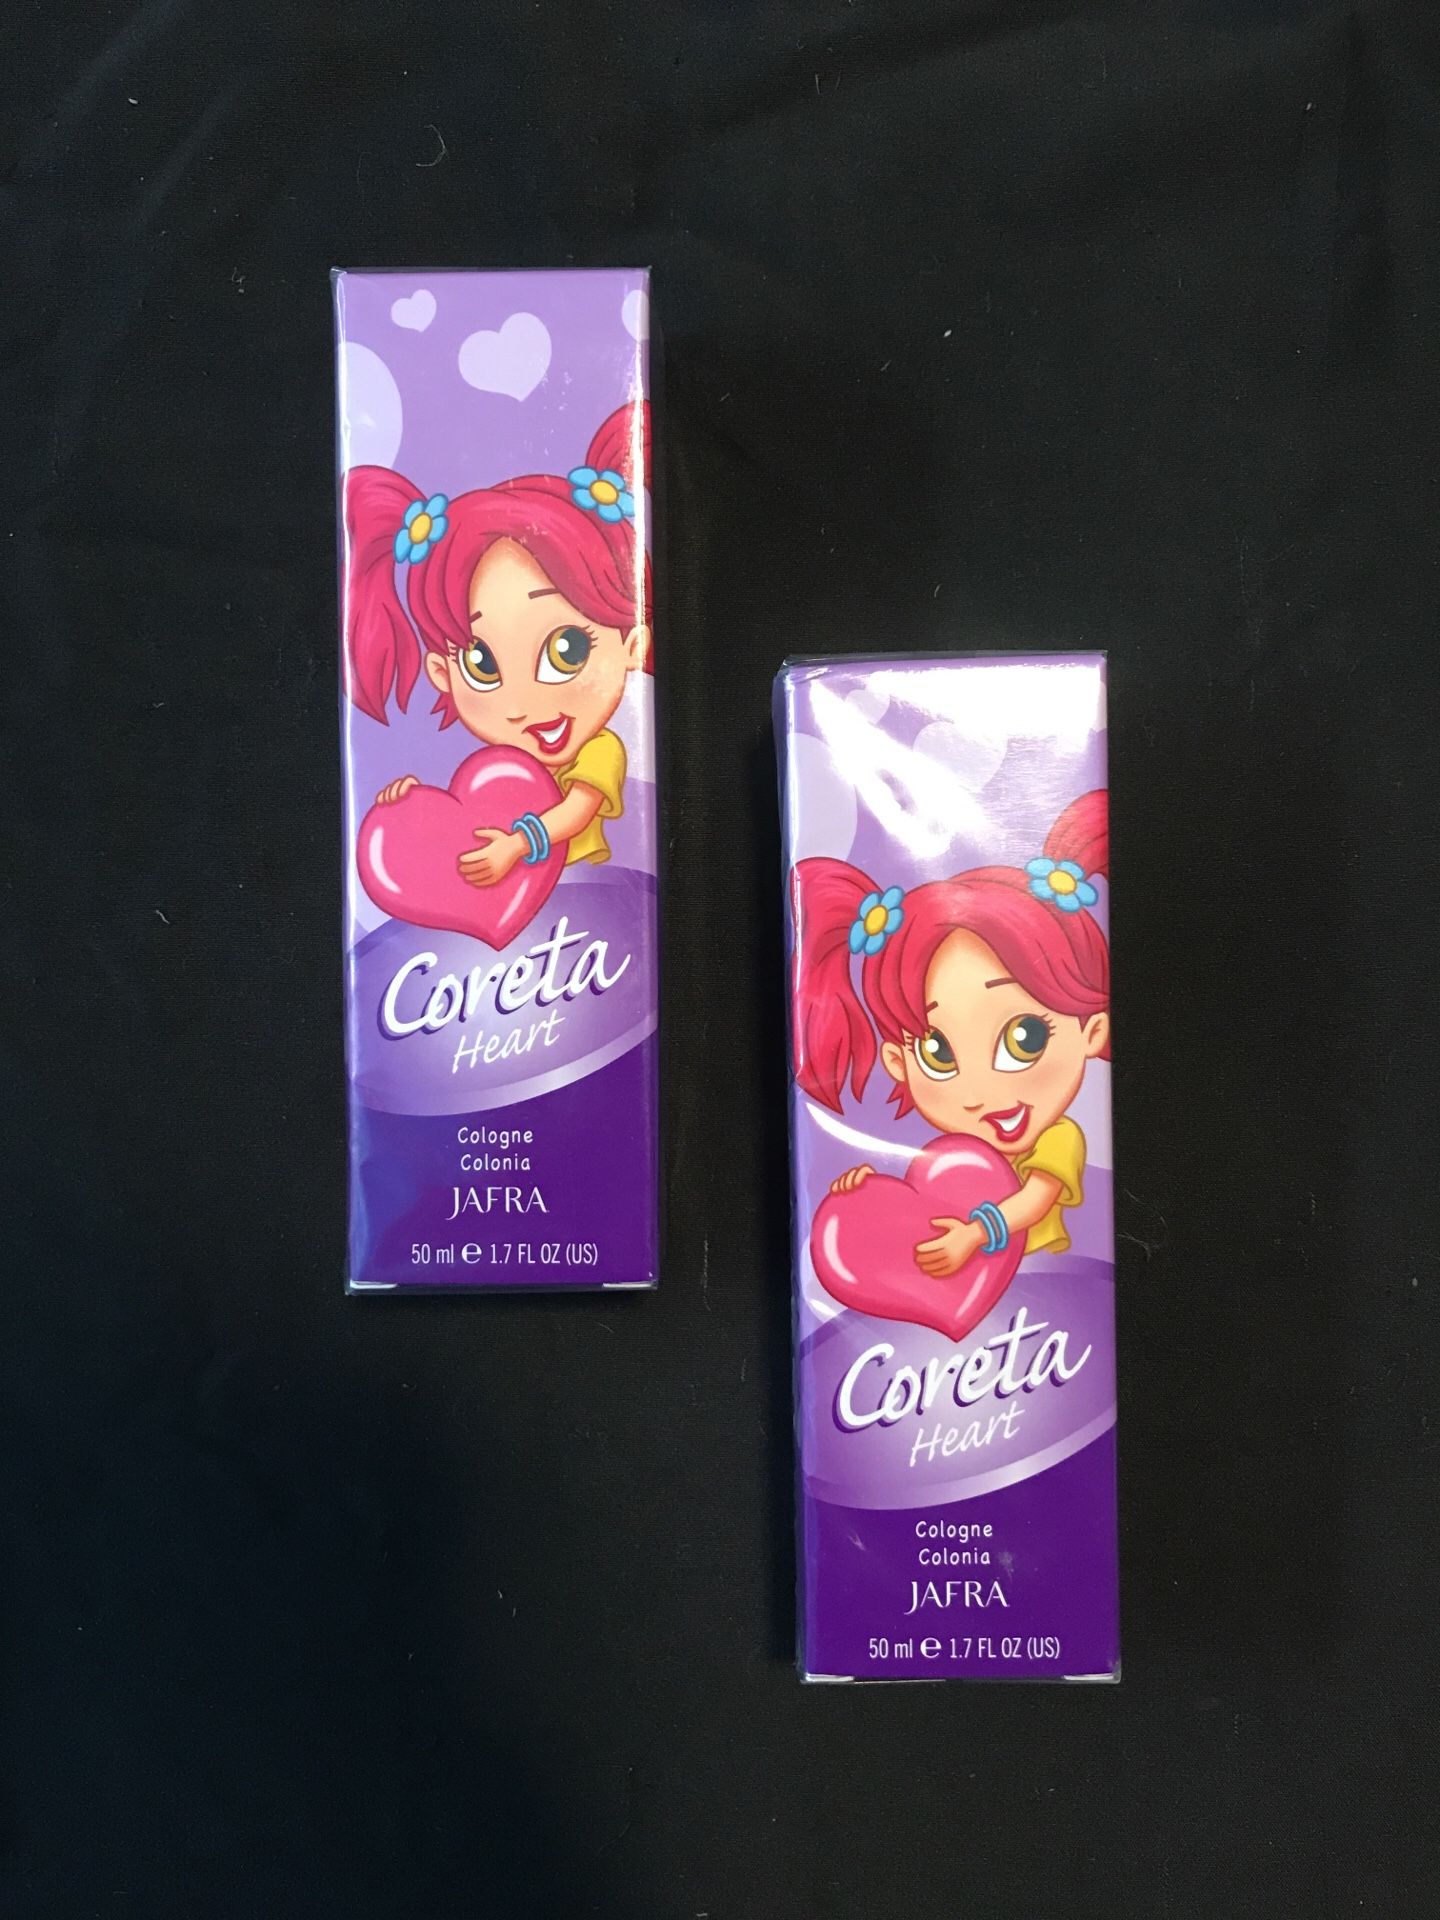 Coreta
Heart
Cologne
Colonia
JAFRA
50 ml e 1.7 FL OZ (US)
Coreta
Heart
Cologne
Colonia
JAFRA
50 ml e 1.7 FL OZ (US)